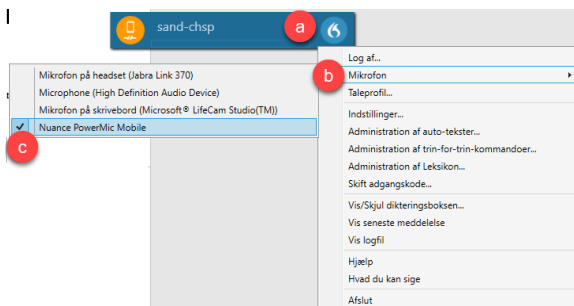 sand-chsp
a
Log af...
b
Mikrofon
Taleprofil...
Mikrofon på headset (Jabra Link 370)
Microphone (High Definition Audio Device)
Mikrofon på skrivebord (Microsoft® LifeCam Studio(TM))
Nuance PowerMic Mobile
c
Indstillinger...
Administration af auto-tekster...
Administration af trin-for-trin-kommandoer...
Administration af Leksikon...
Skift adgangskode...
Vis/Skjul dikteringsboksen...
Vis seneste meddelelse
Vis logfil
Hjælp
Hvad du kan sige
Afslut